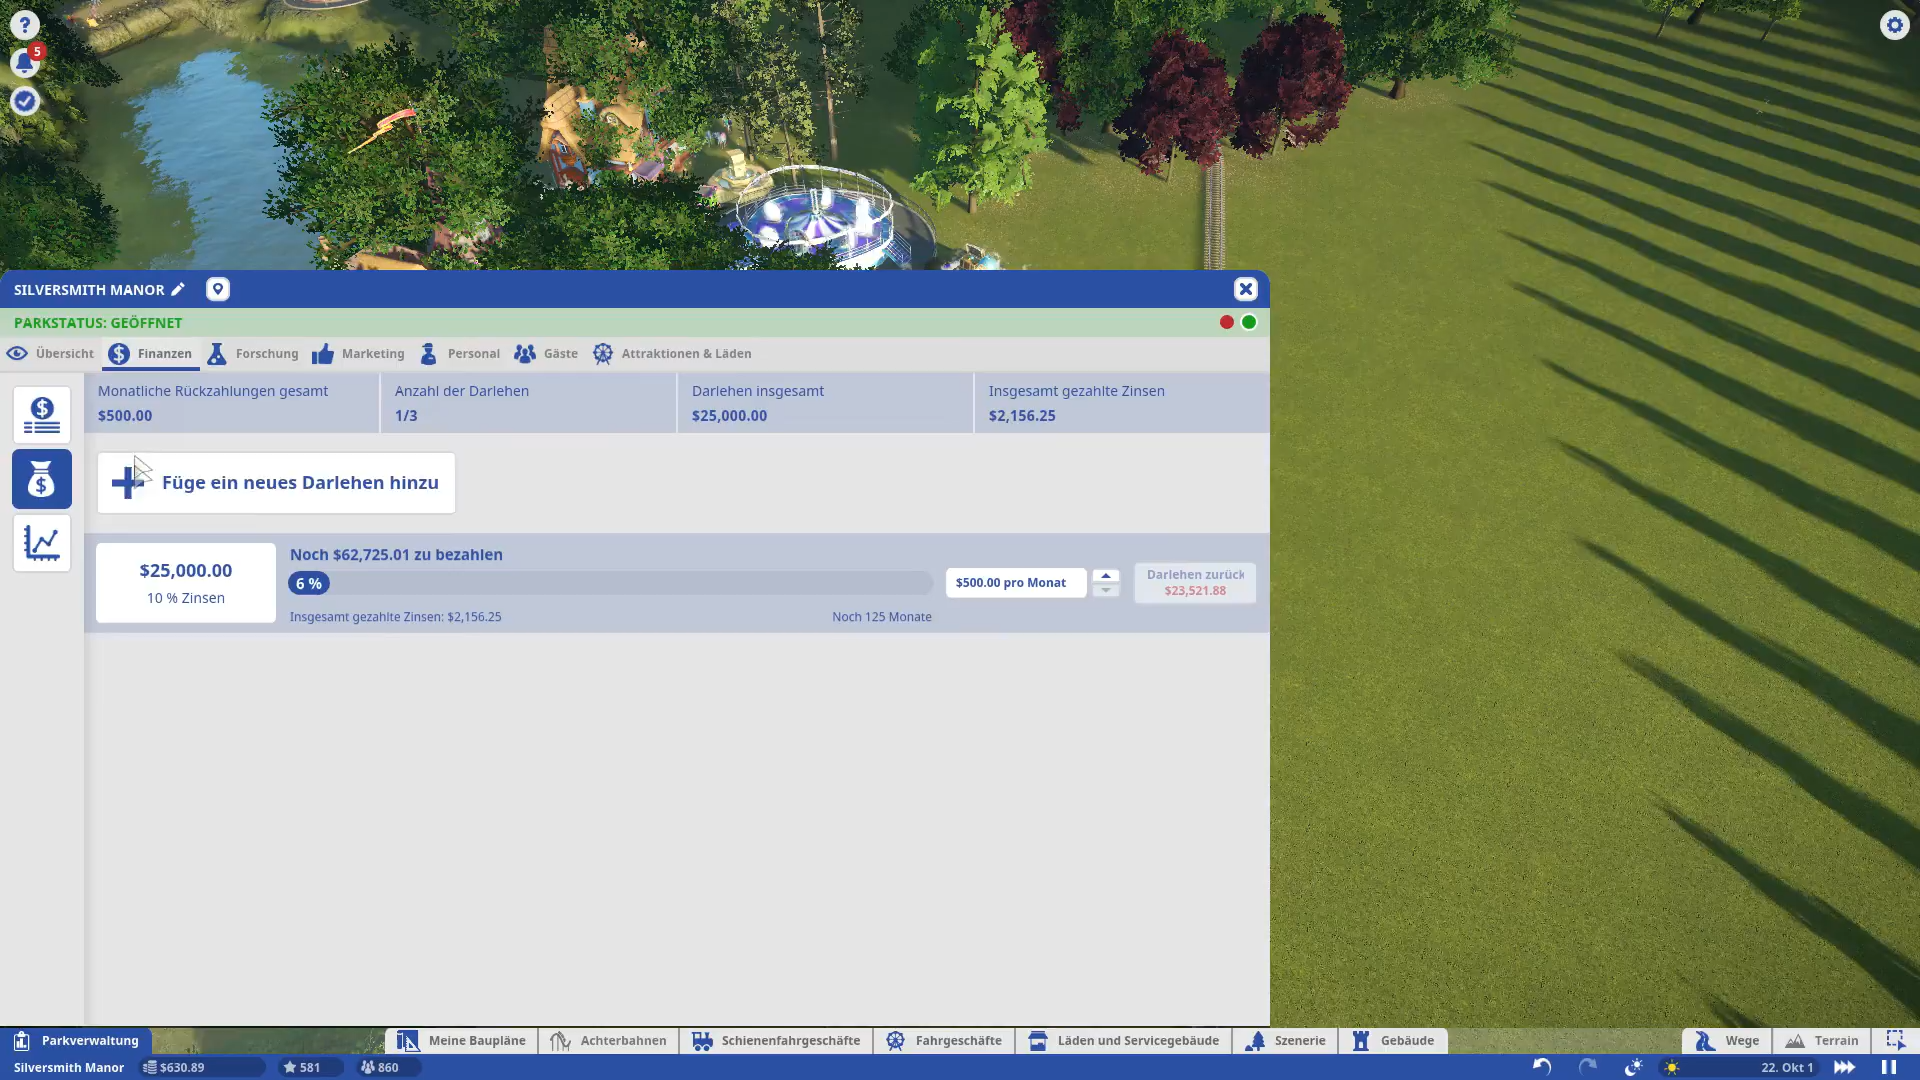 ?
5
SILVERSMITH MANOR
PARKSTATUS: GEÖFFNET
Übersicht
Finanzen
Forschung
Marketing
Personal
Gäste
Attraktionen & Läden
Monatliche Rückzahlungen gesamt
$500.00
Anzahl der Darlehen
1/3
Darlehen insgesamt
$25,000.00
Insgesamt gezahlte Zinsen
$2,156.25
Füge ein neues Darlehen hinzu
$25,000.00
10 % Zinsen
Noch $62,725.01 zu bezahlen
6 %
Insgesamt gezahlte Zinsen: $2,156.25
Noch 125 Monate
$500.00 pro Monat
Darlehen zurück
$23,521.88
Parkverwaltung
Meine Baupläne
Achterbahnen
Schienenfahrgeschäfte
Fahrgeschäfte
Läden und Servicegebäude
Szenerie
Gebäude
Wege
Terrain
Silversmith Manor
$630.89
581
860
22. Okt 1